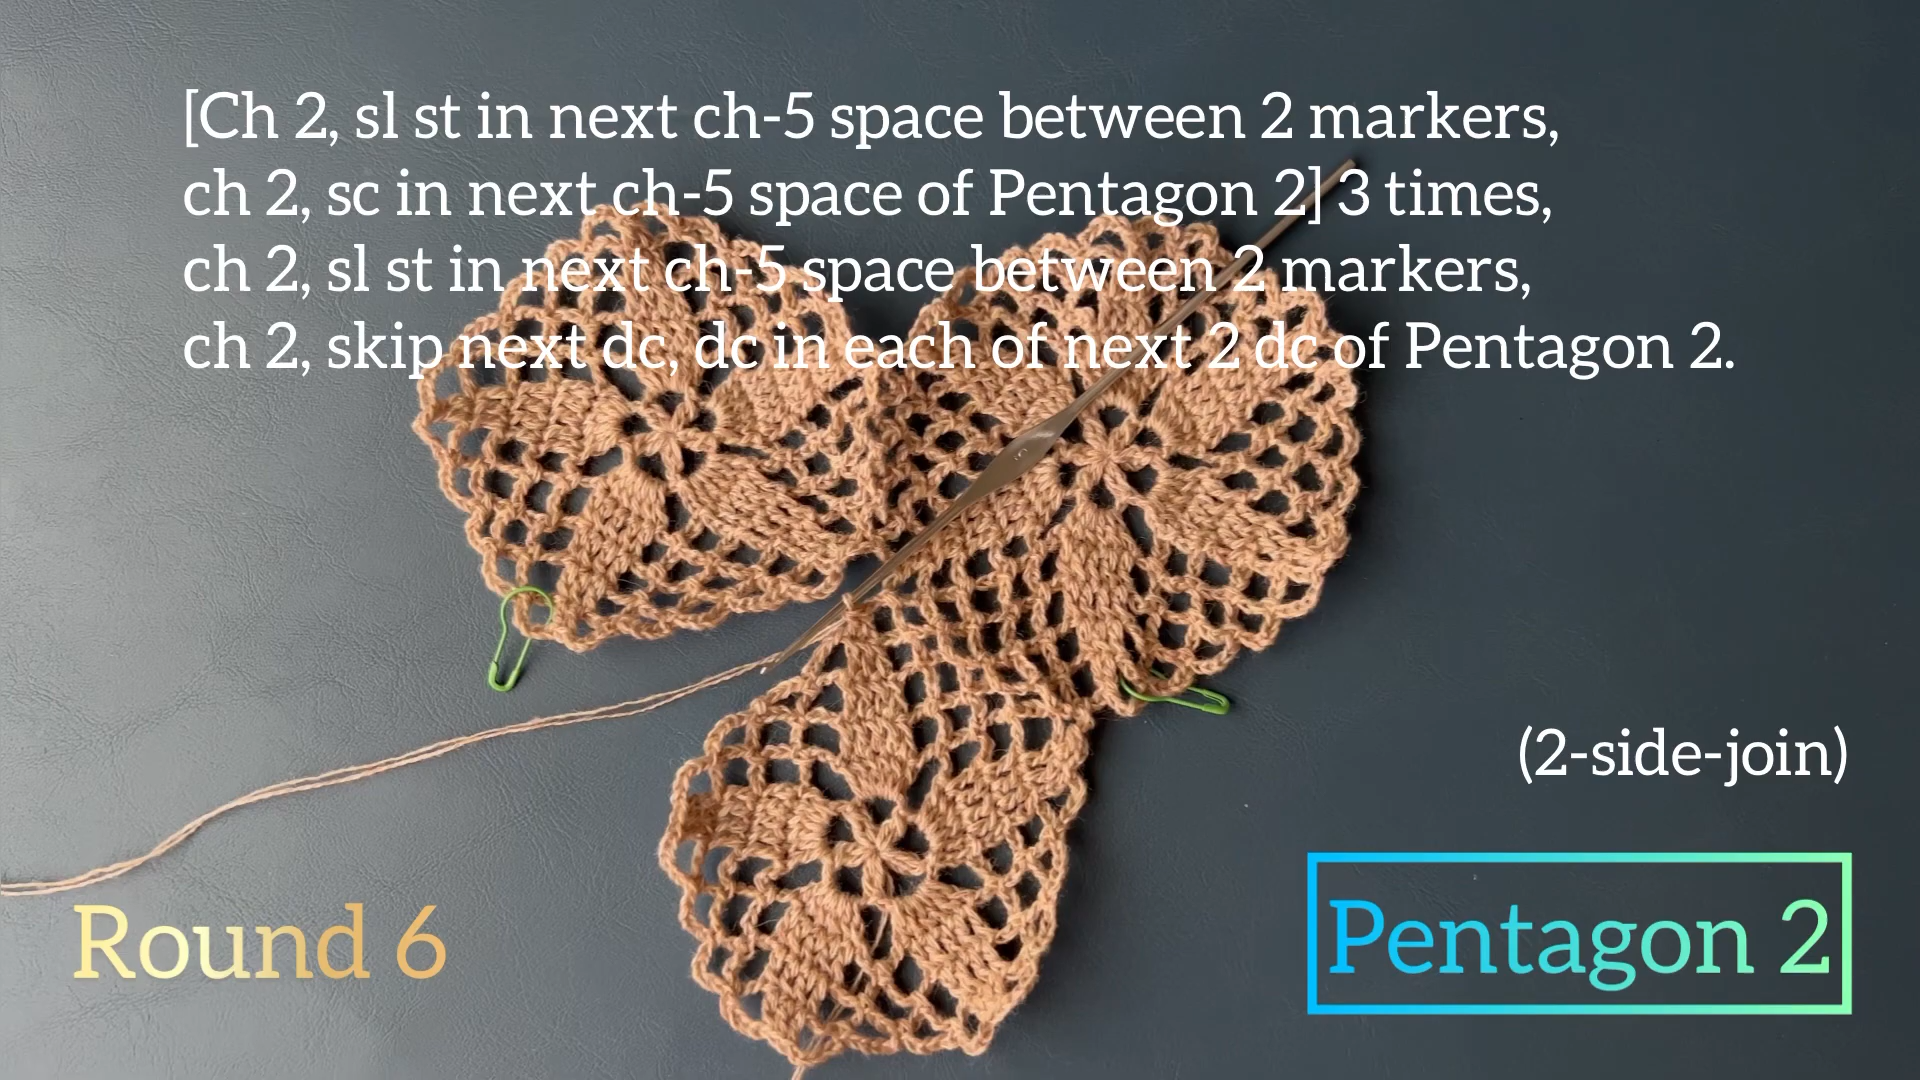 [Ch 2, sl st in next ch-5 space between 2 markers,
ch 2, sc in next ch-5 space of Pentagon 2] 3 times,
ch 2, sl st in next ch-5 space between 2 markers,
ch 2, skip next dc, dc in each of next 2 dc of Pentagon 2.
(2-side-join)
Round 6
Pentagon 2